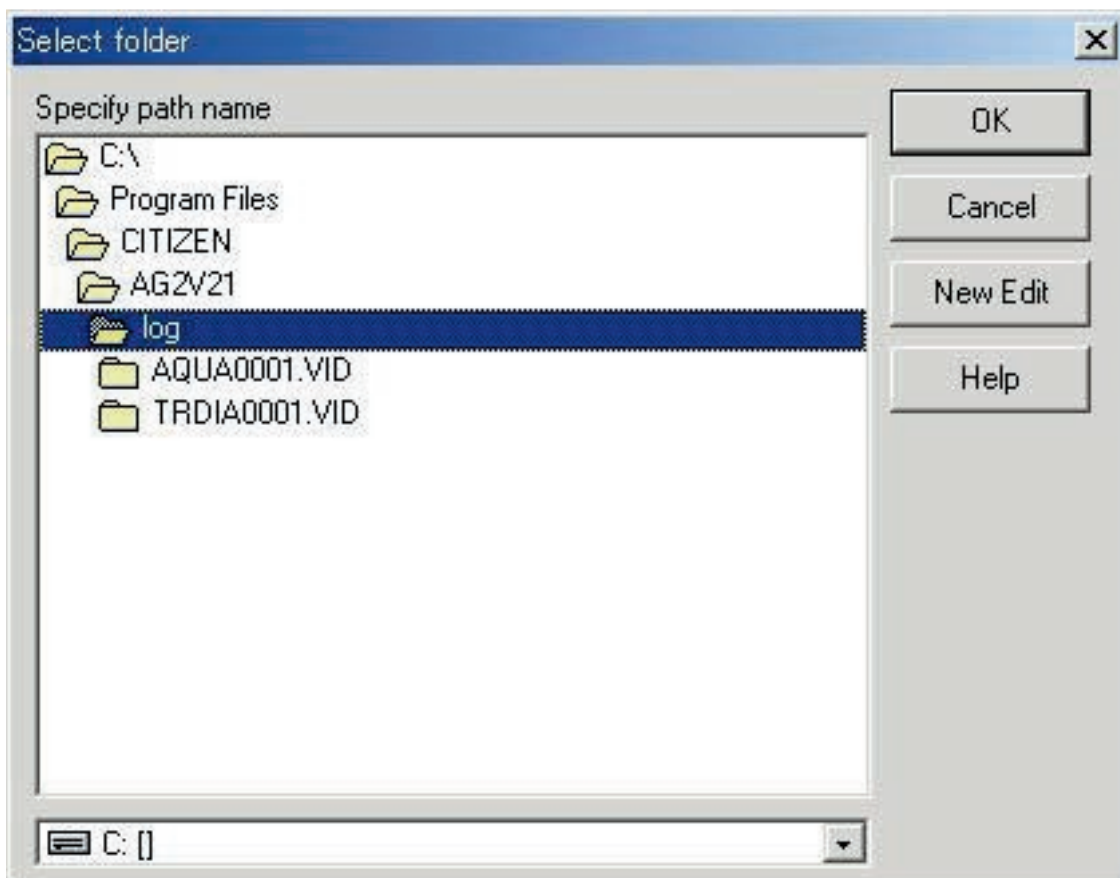 Select folder
Specify path name
C:\
Program Files
CITIZEN
AG2V21
log
AQUA0001.VID
TRDIA0001.VID
C: []
OK
Cancel
New Edit
Help